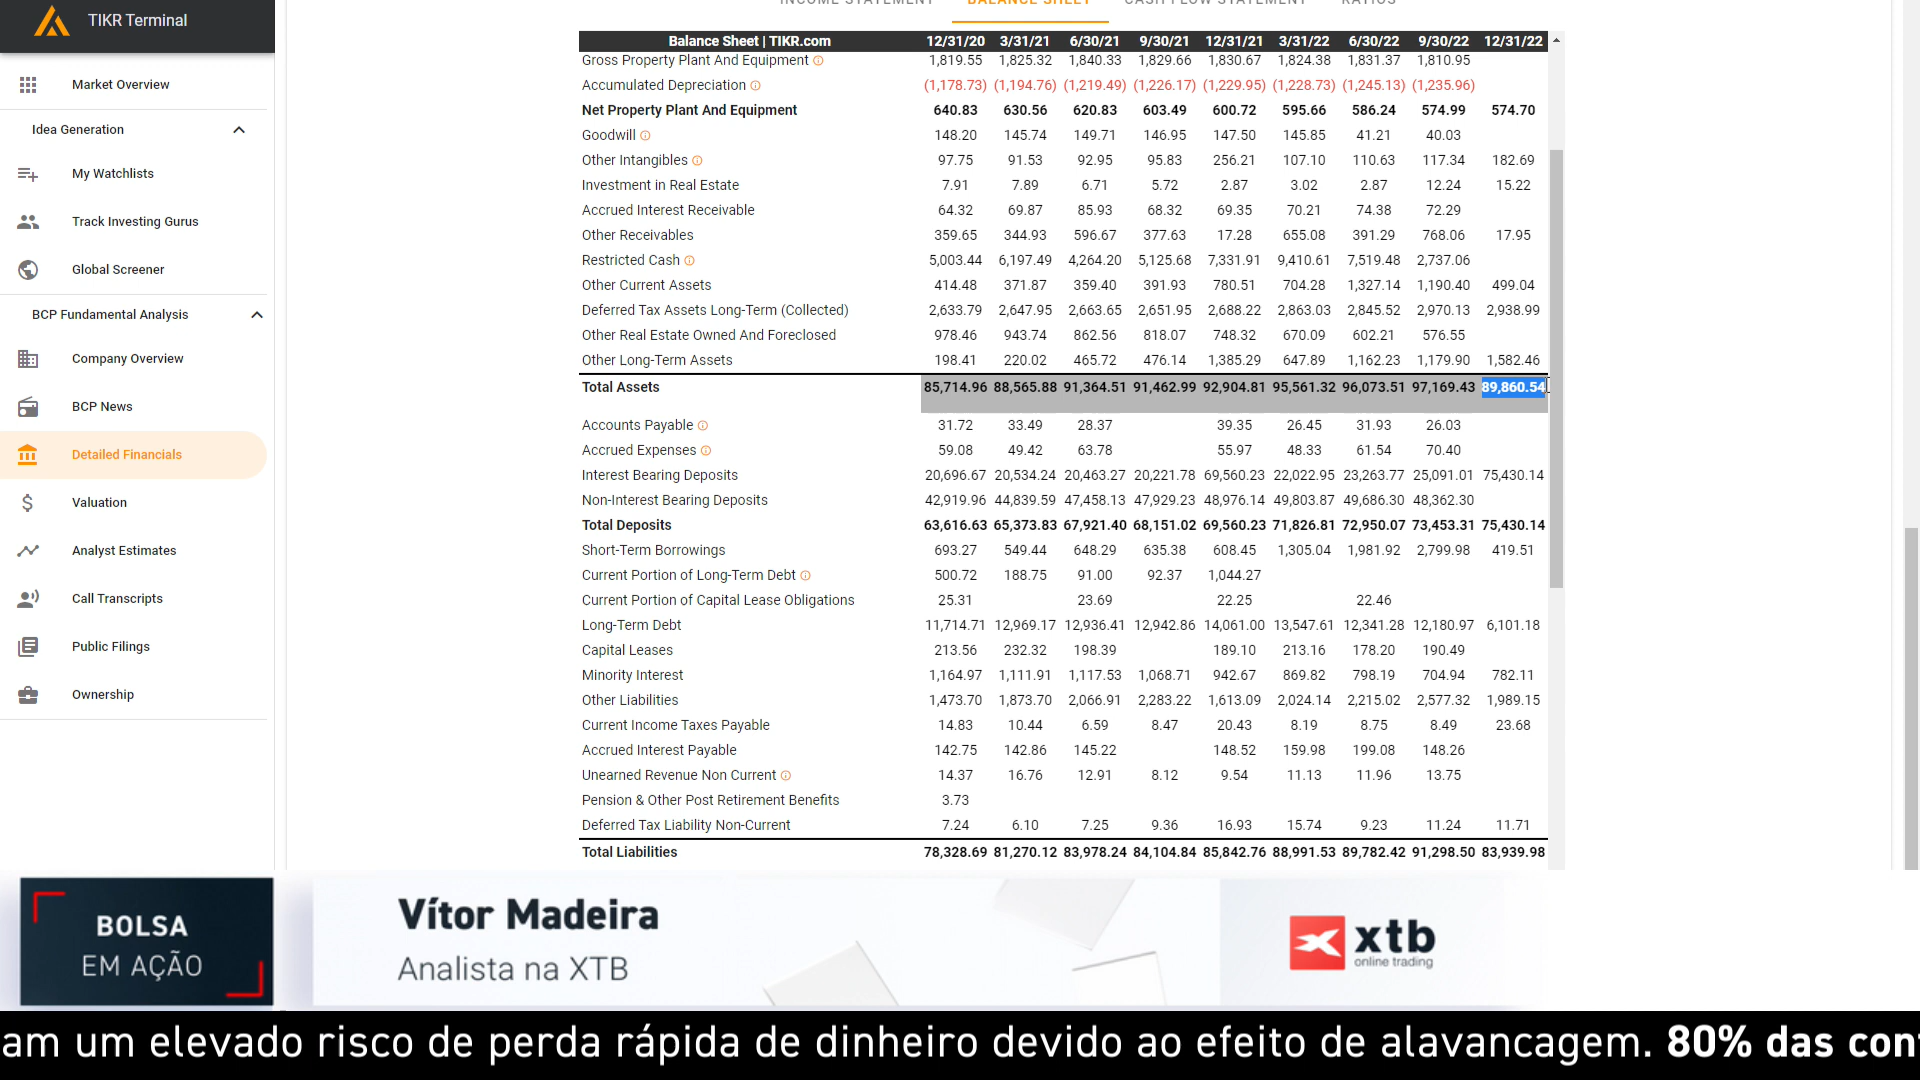 TIKR Terminal
Market Overview
Idea Generation
My Watchlists
Track Investing Gurus
Global Screener
BCP Fundamental Analysis
Company Overview
BCP News
Detailed Financials
Valuation
Analyst Estimates
Call Transcripts
Public Filings
Ownership
INCOME STATEMENT BALANCE SHEET CASH FLOW STATEMENT RATIOS
Balance Sheet | TIKR.com 12/31/20 3/31/21 6/30/21 9/30/21 12/31/21 3/31/22 6/30/22 9/30/22 12/31/22
Gross Property Plant And Equipment 1,819.55 1,825.32 1,840.33 1,829.66 1,830.67 1,824.38 1,831.37 1,810.95
Accumulated Depreciation (1,178.73) (1,194.76) (1,219.49) (1,226.17) (1,229.95) (1,228.73) (1,245.13) (1,235.96)
Net Property Plant And Equipment 640.83 630.56 620.83 603.49 600.72 595.66 586.24 574.99 574.70
Goodwill 148.20 145.74 149.71 146.95 147.50 145.85 41.21 40.03
Other Intangibles 97.75 91.53 92.95 95.83 256.21 107.10 110.63 117.34 182.69
Investment in Real Estate 7.91 7.89 6.71 5.72 2.87 3.02 2.87 12.24 15.22
Accrued Interest Receivable 64.32 69.87 85.93 68.32 69.35 70.21 74.38 72.29
Other Receivables 359.65 344.93 596.67 377.63 17.28 655.08 391.29 768.06 17.95
Restricted Cash 5,003.44 6,197.49 4,264.20 5,125.68 7,331.91 9,410.61 7,519.48 2,737.06
Other Current Assets 414.48 371.87 359.40 391.93 780.51 704.28 1,327.14 1,190.40 499.04
Deferred Tax Assets Long-Term (Collected) 2,633.79 2,647.95 2,663.65 2,651.95 2,688.22 2,863.03 2,845.52 2,970.13 2,938.99
Other Real Estate Owned And Foreclosed 978.46 943.74 862.56 818.07 748.32 670.09 602.21 576.55
Other Long-Term Assets 198.41 220.02 465.72 476.14 1,385.29 647.89 1,162.23 1,179.90 1,582.46
Total Assets 85,714.96 88,565.88 91,364.51 91,462.99 92,904.81 95,561.32 96,073.51 97,169.43 89,860.54
Accounts Payable 31.72 33.49 28.37 39.35 26.45 31.93 26.03
Accrued Expenses 59.08 49.42 63.78 55.97 48.33 61.54 70.40
Interest Bearing Deposits 20,696.67 20,534.24 20,463.27 20,221.78 69,560.23 22,022.95 23,263.77 25,091.01 75,430.14
Non-Interest Bearing Deposits 42,919.96 44,839.59 47,458.13 47,929.23 48,976.14 49,803.87 49,686.30 48,362.30
Total Deposits 63,616.63 65,373.83 67,921.40 68,151.02 69,560.23 71,826.81 72,950.07 73,453.31 75,430.14
Short-Term Borrowings 693.27 549.44 648.29 635.38 608.45 1,305.04 1,981.92 2,799.98 419.51
Current Portion of Long-Term Debt 500.72 188.75 91.00 92.37 1,044.27
Current Portion of Capital Lease Obligations 25.31 23.69 22.25 22.46
Long-Term Debt 11,714.71 12,969.17 12,936.41 12,942.86 14,061.00 13,547.61 12,341.28 12,180.97 6,101.18
Capital Leases 213.56 232.32 198.39 189.10 213.16 178.20 190.49
Minority Interest 1,164.97 1,111.91 1,117.53 1,068.71 942.67 869.82 798.19 704.94 782.11
Other Liabilities 1,473.70 1,873.70 2,066.91 2,283.22 1,613.09 2,024.14 2,215.02 2,577.32 1,989.15
Current Income Taxes Payable 14.83 10.44 6.59 8.47 20.43 8.19 8.75 8.49 23.68
Accrued Interest Payable 142.75 142.86 145.22 148.52 159.98 199.08 148.26
Unearned Revenue Non Current 14.37 16.76 12.91 8.12 9.54 11.13 11.96 13.75
Pension & Other Post Retirement Benefits 3.73
Deferred Tax Liability Non-Current 7.24 6.10 7.25 9.36 16.93 15.74 9.23 11.24 11.71
Total Liabilities 78,328.69 81,270.12 83,978.24 84,104.84 85,842.76 88,991.53 89,782.42 91,298.50 83,939.98
BOLSA
EM AÇÃO
Vítor Madeira
Analista na XTB
xtb
online trading
am um elevado risco de perda rápida de dinheiro devido ao efeito de alavancagem. 80% das con